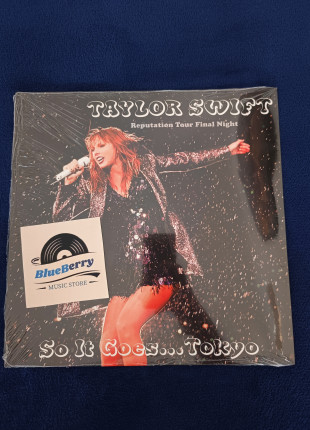 TAYLOR SWIFT
Reputation Tour Final Night
BlueBerry
MUSIC STORE
So It Goes...Tokyo